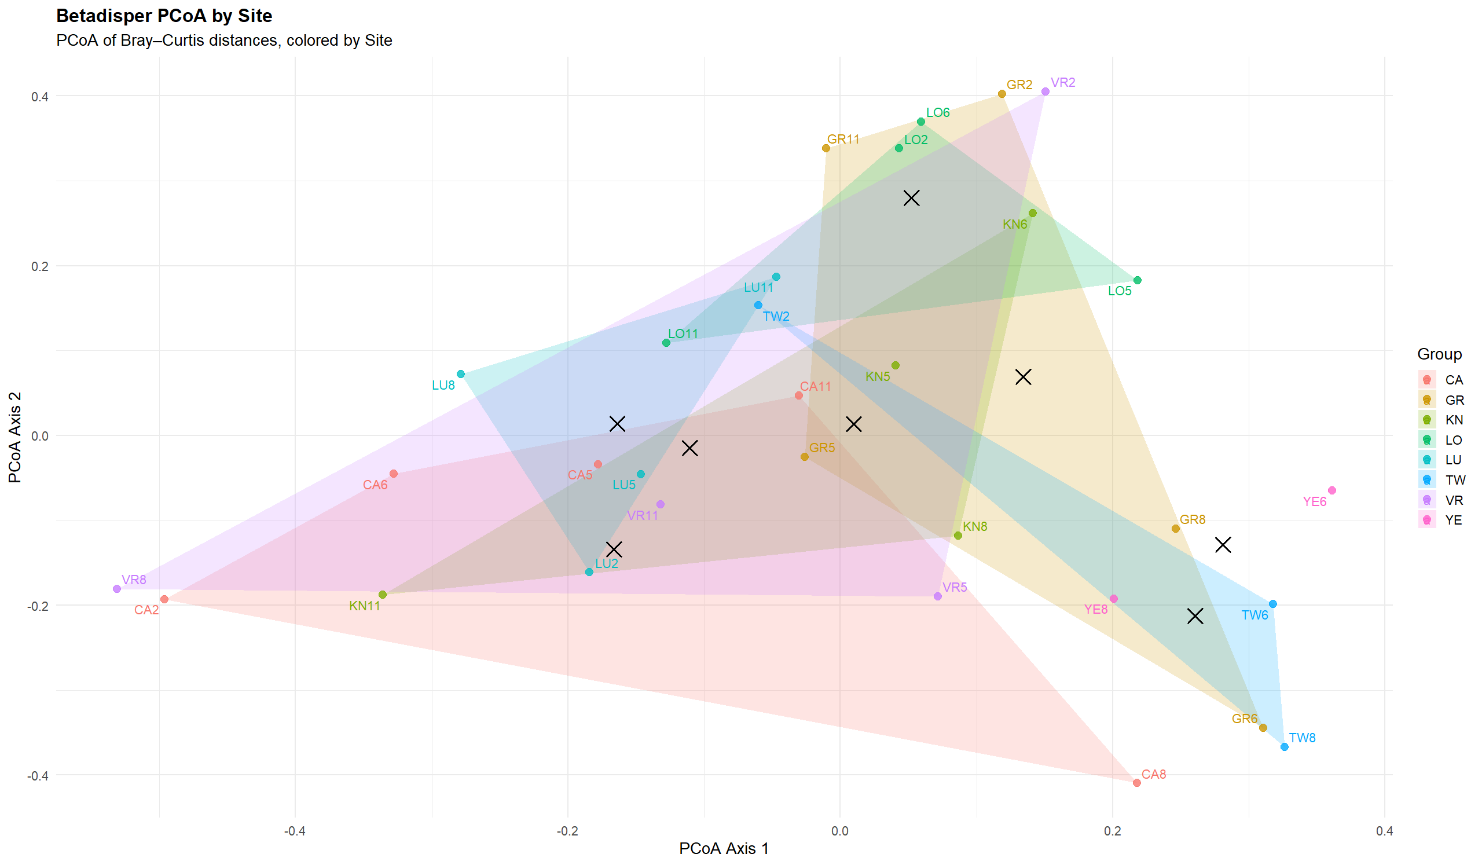 Betadisper PCoA by Site
PCoA of Bray–Curtis distances, colored by Site
GR2
VR2
0.4
LO6
GR11
LO2
KN6
0.2
LU11
LO5
TW2
LO11
LU8
KN5
CA11
Group
CA
GR
KN
LO
LU
TW
VR
YE
PCoA Axis 2
0.0
GR5
CA6
CA5
LU5
YE6
VR11
GR8
KN8
LU2
VR8
VR5
CA2
KN11
YE8
-0.2
TW6
GR6
TW8
-0.4
CA8
-0.4
-0.2
0.0
0.2
0.4
PCoA Axis 1